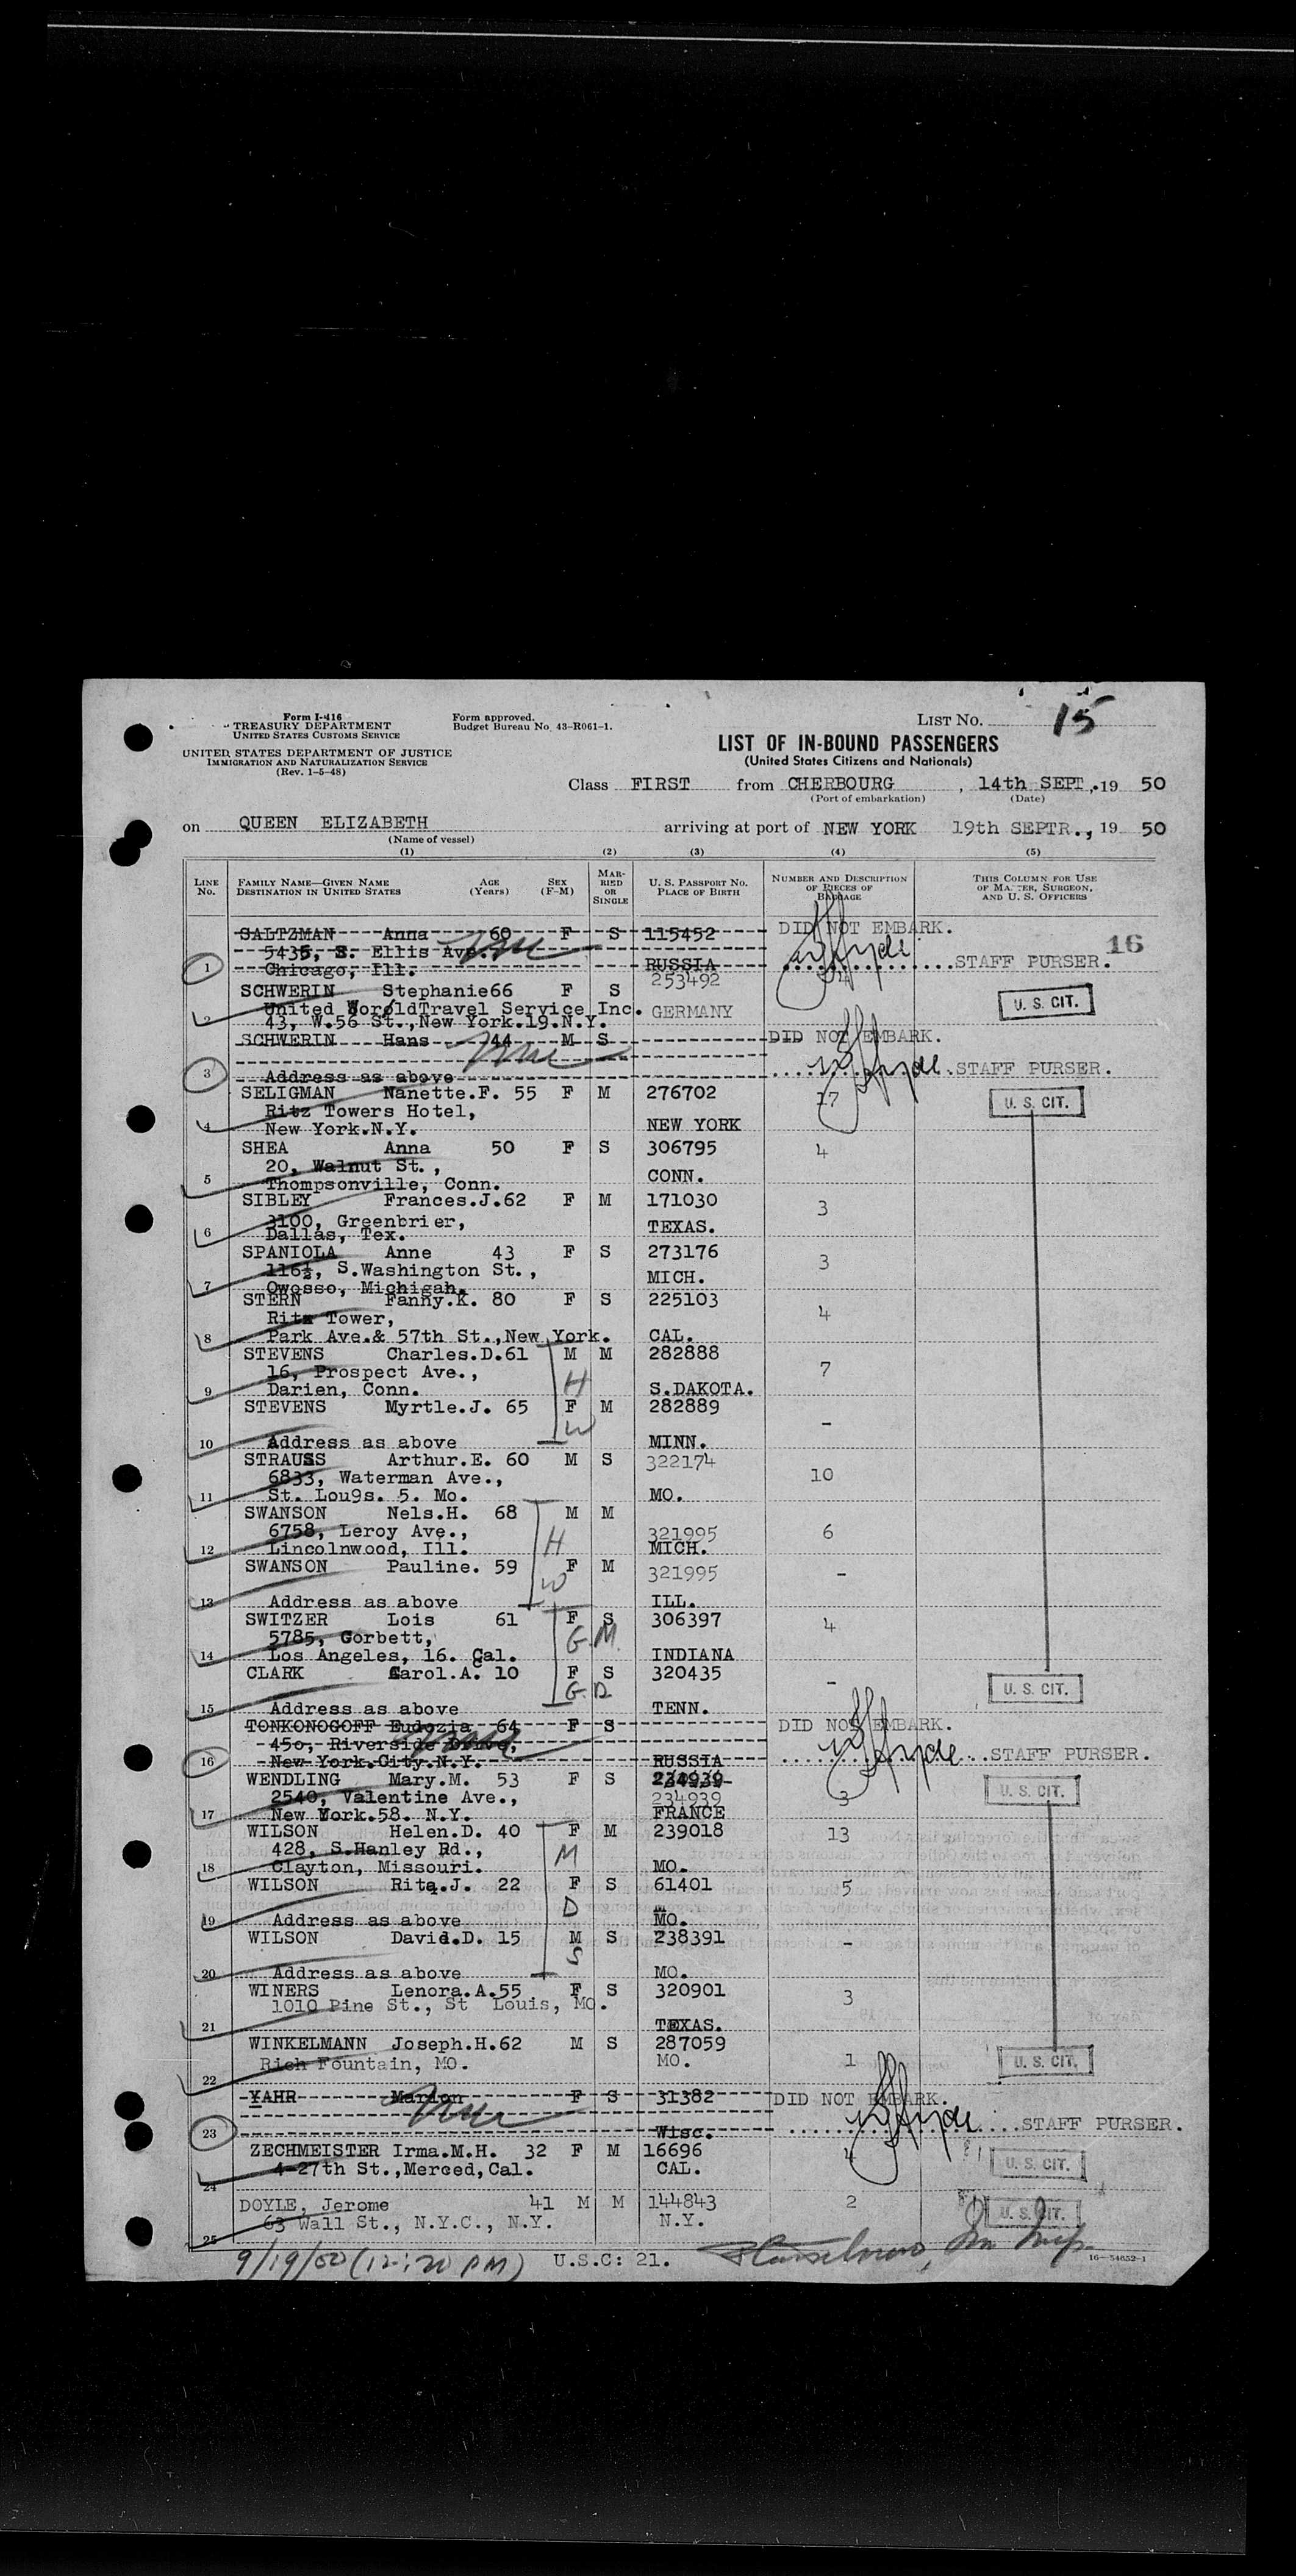 Form I-416
TREASURY DEPARTMENT
UNITED STATES CUSTOMS SERVICE
UNITED STATES DEPARTMENT OF JUSTICE
IMMIGRATION AND NATURALIZATION SERVICE
(Rev. 1-5-48)
Form approved.
Budget Bureau No. 43-R061-1.
LIST NO. 15
LIST OF IN-BOUND PASSENGERS
(United States Citizens and Nationals)
Class FIRST from CHERBOURG, 14th SEPT., 19 50
(Port of embarkation) (Date)
on QUEEN ELIZABETH arriving at port of NEW YORK 19th SEPTR., 19 50
(Name of vessel)
(1) (2) (3) (4) (5)
LINE NO. FAMILY NAME—GIVEN NAME DESTINATION IN UNITED STATES AGE (Years) SEX (F-M) MARRIED OR SINGLE U. S. PASSPORT NO. PLACE OF BIRTH NUMBER AND DESCRIPTION OF PIECES OF BAGGAGE THIS COLUMN FOR USE OF MASTER, SURGEON, AND U. S. OFFICERS
SALTZMAN Anna 60 F S 115452 DID NOT EMBARK.
5435, S. Ellis Ave. 16
1 Chicago, Ill. RUSSIA STAFF PURSER.
253492
SCHWERIN Stephanie 66 F S
United WorldTravel Service Inc. GERMANY U. S. CIT.
2 43, W.56 St., New York.19.N.Y.
SCHWERIN Hans 44 M S DID NOT EMBARK.
3 Address as above STAFF PURSER.
SELIGMAN Nanette.F. 55 F M 276702 17 U. S. CIT.
Ritz Towers Hotel,
4 New York.N.Y. NEW YORK
SHEA Anna 50 F S 306795 4
20, Walnut St.,
5 Thompsonville, Conn. CONN.
SIBLEY Frances.J. 62 F M 171030 3
3100, Greenbrier,
6 Dallas, Tex. TEXAS.
SPANIOLA Anne 43 F S 273176 3
116½, S.Washington St.,
7 Owosso, Michigan. MICH.
STERN Fanny.K. 80 F S 225103 4
Ritz Tower,
8 Park Ave.& 57th St., New York. CAL.
STEVENS Charles.D. 61 M M 282888 7
16, Prospect Ave., H
9 Darien, Conn. S.DAKOTA.
STEVENS Myrtle.J. 65 F M 282889 -
W
10 Address as above MINN.
STRAUSS Arthur.E. 60 M S 322174 10
6833, Waterman Ave.,
11 St. Lou9s. 5. Mo. MO.
SWANSON Nels.H. 68 M M
6758, Leroy Ave., H 321995 6
12 Lincolnwood, Ill. MICH.
SWANSON Pauline. 59 F M 321995 -
W
13 Address as above ILL.
SWITZER Lois 61 F S 306397 4
5785, Corbett, G.M.
14 Los Angeles, 16. Cal. INDIANA
CLARK Carol.A. 10 F S 320435 - U. S. CIT.
G.D.
15 Address as above TENN.
TONKONOGOFF Eudozia 64 F S DID NOT EMBARK.
450, Riverside Drive,
16 New York.City.N.Y. RUSSIA STAFF PURSER.
WENDLING Mary.M. 53 F S 234939 U. S. CIT.
2540, Valentine Ave., 234939 3
17 New York.58. N.Y. FRANCE
WILSON Helen.D. 40 F M 239018 13
428, S.Hanley Rd., M
18 Clayton, Missouri. MO.
WILSON Rita.J. 22 F S 61401 5
D
19 Address as above MO.
WILSON David.D. 15 M S 238391 -
S
20 Address as above MO.
WINERS Lenora.A. 55 F S 320901 3
1010 Pine St., St Louis, MO.
21 TEXAS.
WINKELMANN Joseph.H. 62 M S 287059
Rich Fountain, MO. MO. 1 U. S. CIT.
22
YAHR Marion F S 31382 DID NOT EMBARK.
23 Wisc. STAFF PURSER.
ZECHMEISTER Irma.M.H. 32 F M 16696 4
4-27th St., Merced, Cal. CAL. U. S. CIT.
24
DOYLE, Jerome 41 M M 144843 2
63 Wall St., N.Y.C., N.Y. N.Y. U. S. CIT.
25
9/19/50 (12:20 PM) U.S.C: 21.
16—54852-1